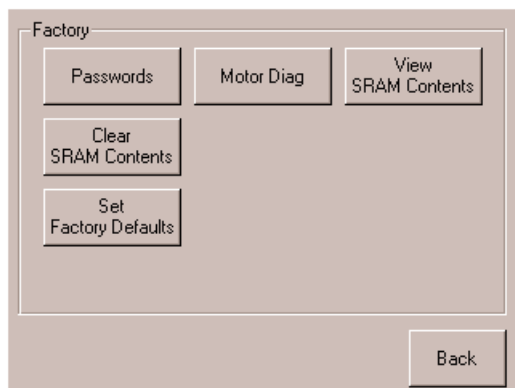 Factory
Passwords
Motor Diag
View
SRAM Contents
Clear
SRAM Contents
Set
Factory Defaults
Back